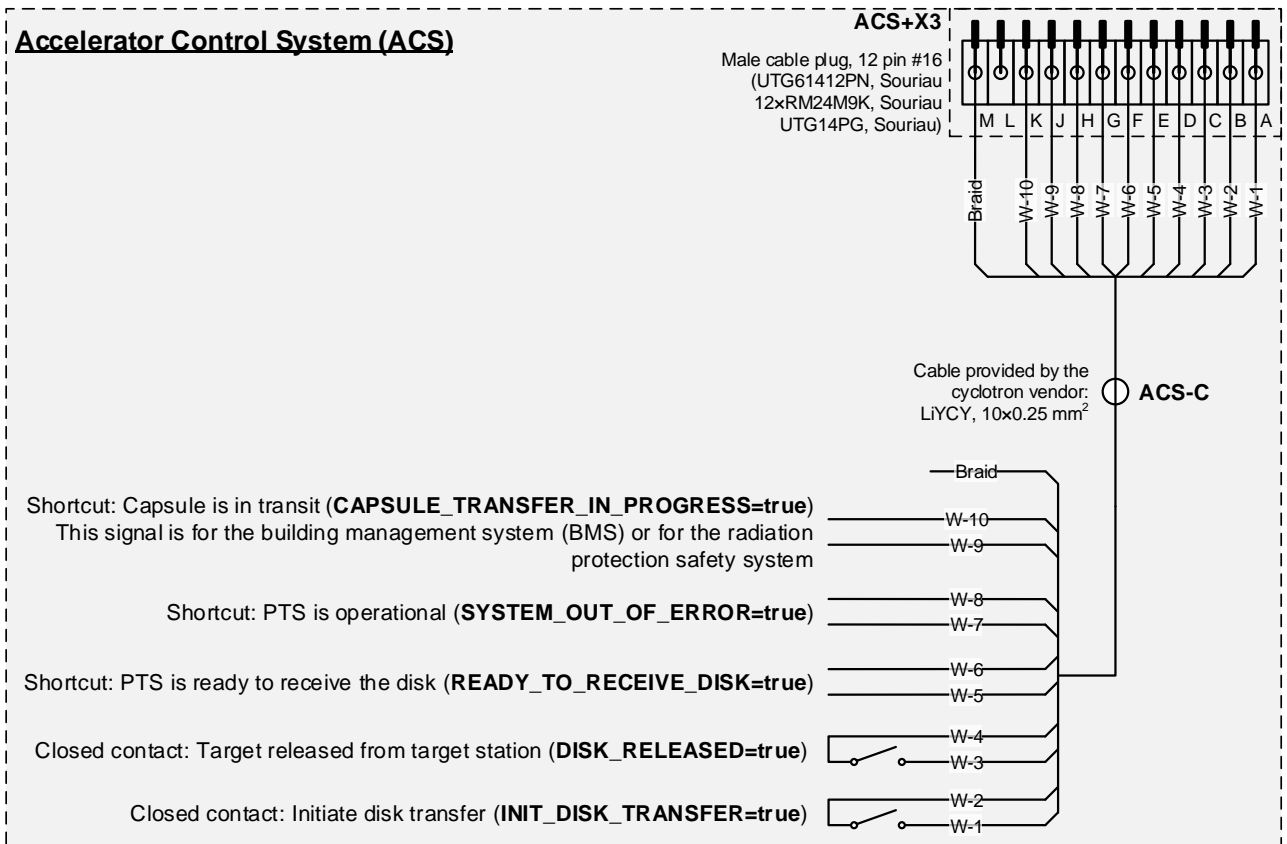 Accelerator Control System (ACS)
ACS+X3
Male cable plug, 12 pin #16
(UTG61412PN, Souriau
12×RM24M9K, Souriau
UTG14PG, Souriau)
M L K J H G F E D C B A
Braid W-10 W-9 W-8 W-7 W-6 W-5 W-4 W-3 W-2 W-1
Cable provided by the
cyclotron vendor:
LiYCY, 10×0.25 mm²
ACS-C
Braid
Shortcut: Capsule is in transit (CAPSULE_TRANSFER_IN_PROGRESS=true)
This signal is for the building management system (BMS) or for the radiation
protection safety system
W-10
W-9
Shortcut: PTS is operational (SYSTEM_OUT_OF_ERROR=true)
W-8
W-7
Shortcut: PTS is ready to receive the disk (READY_TO_RECEIVE_DISK=true)
W-6
W-5
Closed contact: Target released from target station (DISK_RELEASED=true)
W-4
W-3
Closed contact: Initiate disk transfer (INIT_DISK_TRANSFER=true)
W-2
W-1